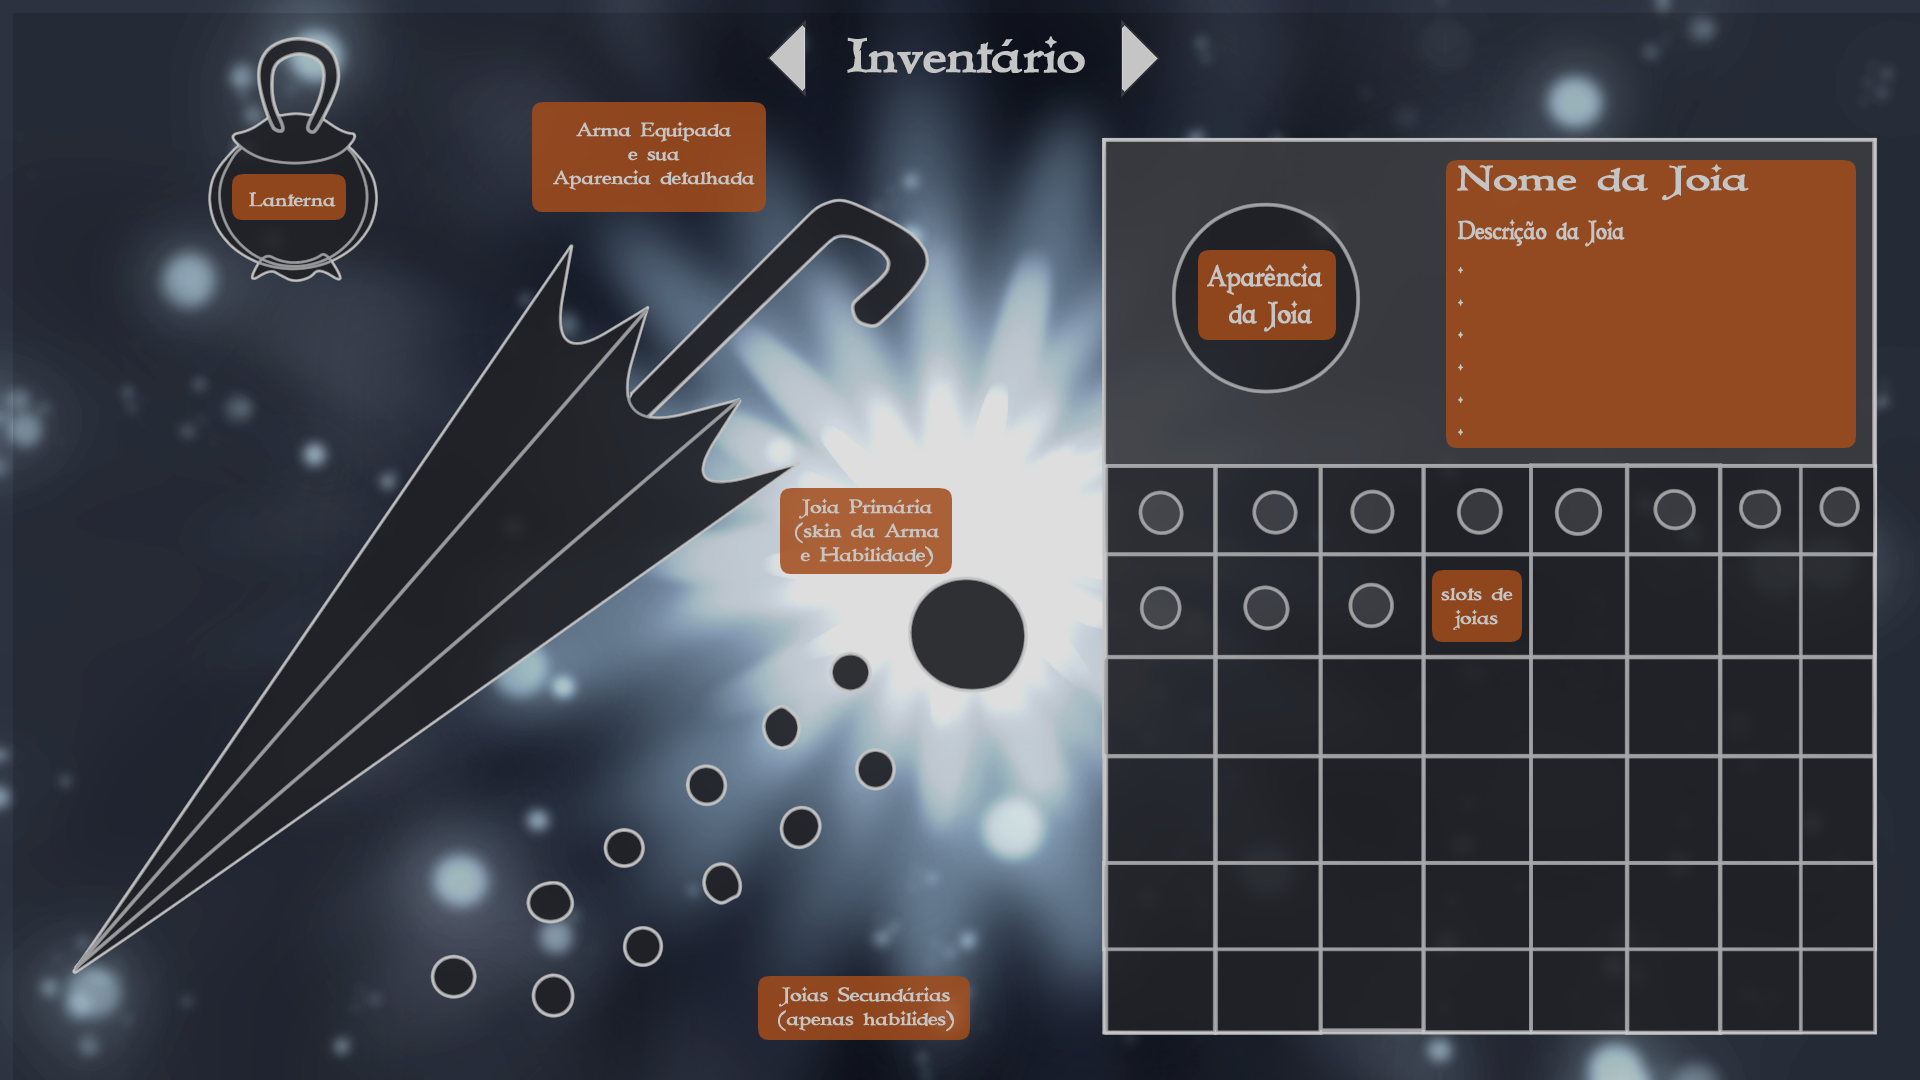 Inventário
Arma Equipada
e sua
Aparencia detalhada
Lanterna
Nome da Joia
Descrição da Joia
Aparência
da Joia
Joia Primária
(skin da Arma
e Habilidade)
slots de
joias
Joias Secundárias
(apenas habilides)